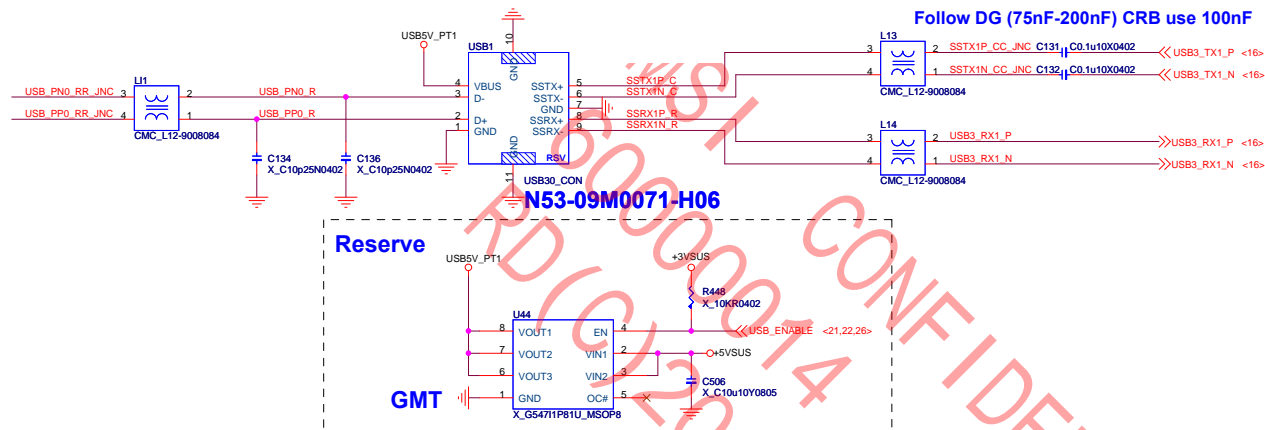 Follow DG (75nF-200nF) CRB use 100nF
USB5V_PT1
10
GND
USB1
4 VBUS
3 D-
2 D+
1 GND
SSTX+ 5
SSTX- 6
GND 7
SSRX+ 8
SSRX- 9
GND
11
RSV
USB30_CON
N53-09M0071-H06
LI1
USB_PN0_RR_JNC 3
2 USB_PN0_R
USB_PP0_RR_JNC 4
1 USB_PP0_R
CMC_L12-9008084
C134
X_C10p25N0402
C136
X_C10p25N0402
SSTX1P_C
SSTX1N_C
SSRX1P_R
SSRX1N_R
L13
3
4
2 SSTX1P_CC_JNC C131 C0.1u10X0402 USB3_TX1_P <16>
1 SSTX1N_CC_JNC C132 C0.1u10X0402 USB3_TX1_N <16>
CMC_L12-9008084
L14
3
4
2 USB3_RX1_P USB3_RX1_P <16>
1 USB3_RX1_N USB3_RX1_N <16>
CMC_L12-9008084
Reserve
USB5V_PT1
+3VSUS
R448
X_10KR0402
U44
8 VOUT1 EN 4 USB_ENABLE <21,22,26>
7 VOUT2 VIN1 2 +5VSUS
6 VOUT3 VIN2 3
1 GND OC# 5
X_G547I1P81U_MSOP8
C506
X_C10u10Y0805
GMT
MSI CONFIDE
60000014
RD(C)20